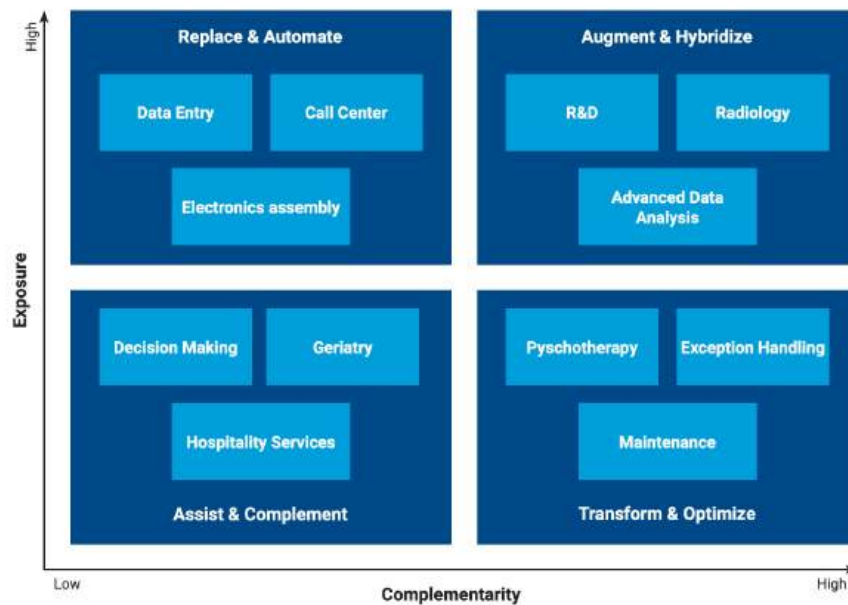 High
Replace & Automate
Data Entry
Call Center
Electronics assembly
Augment & Hybridize
R&D
Radiology
Advanced Data
Analysis
Exposure
Decision Making
Geriatry
Hospitality Services
Assist & Complement
Pyschotherapy
Exception Handling
Maintenance
Transform & Optimize
Low
Complementarity
High